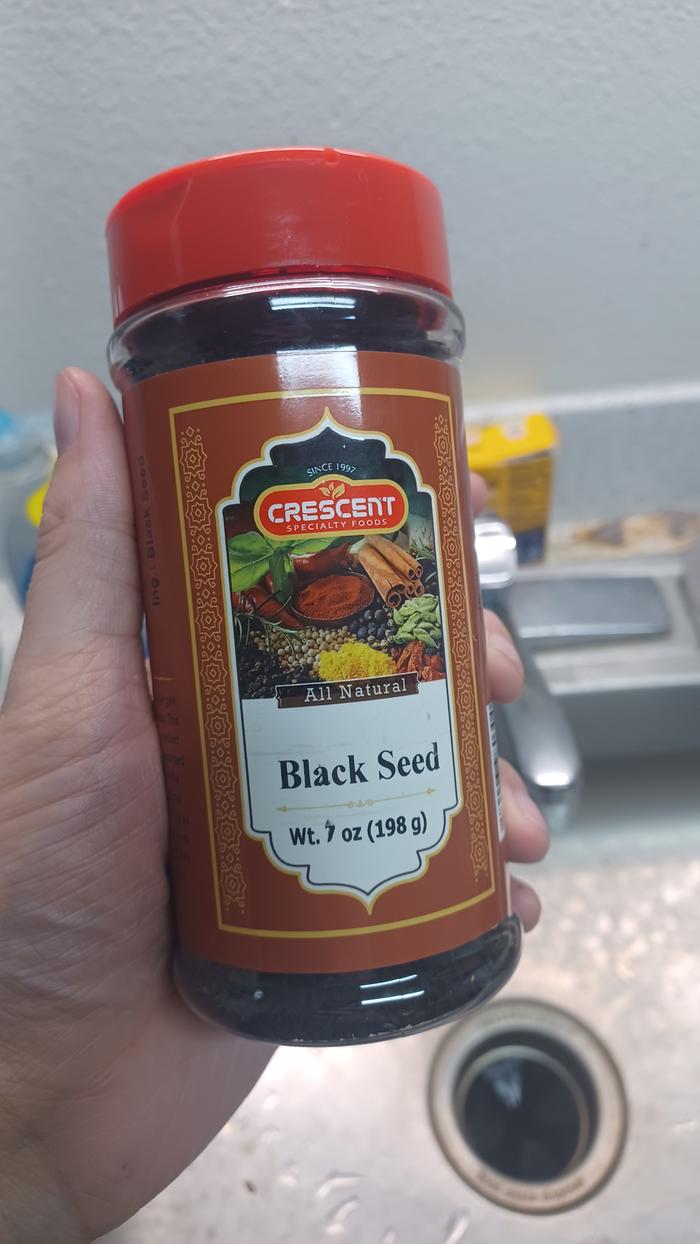 SINCE 1997
CRESCENT
SPECIALTY FOODS
All Natural
Black Seed
Wt. 7 oz (198 g)
Ing.: Black Seed